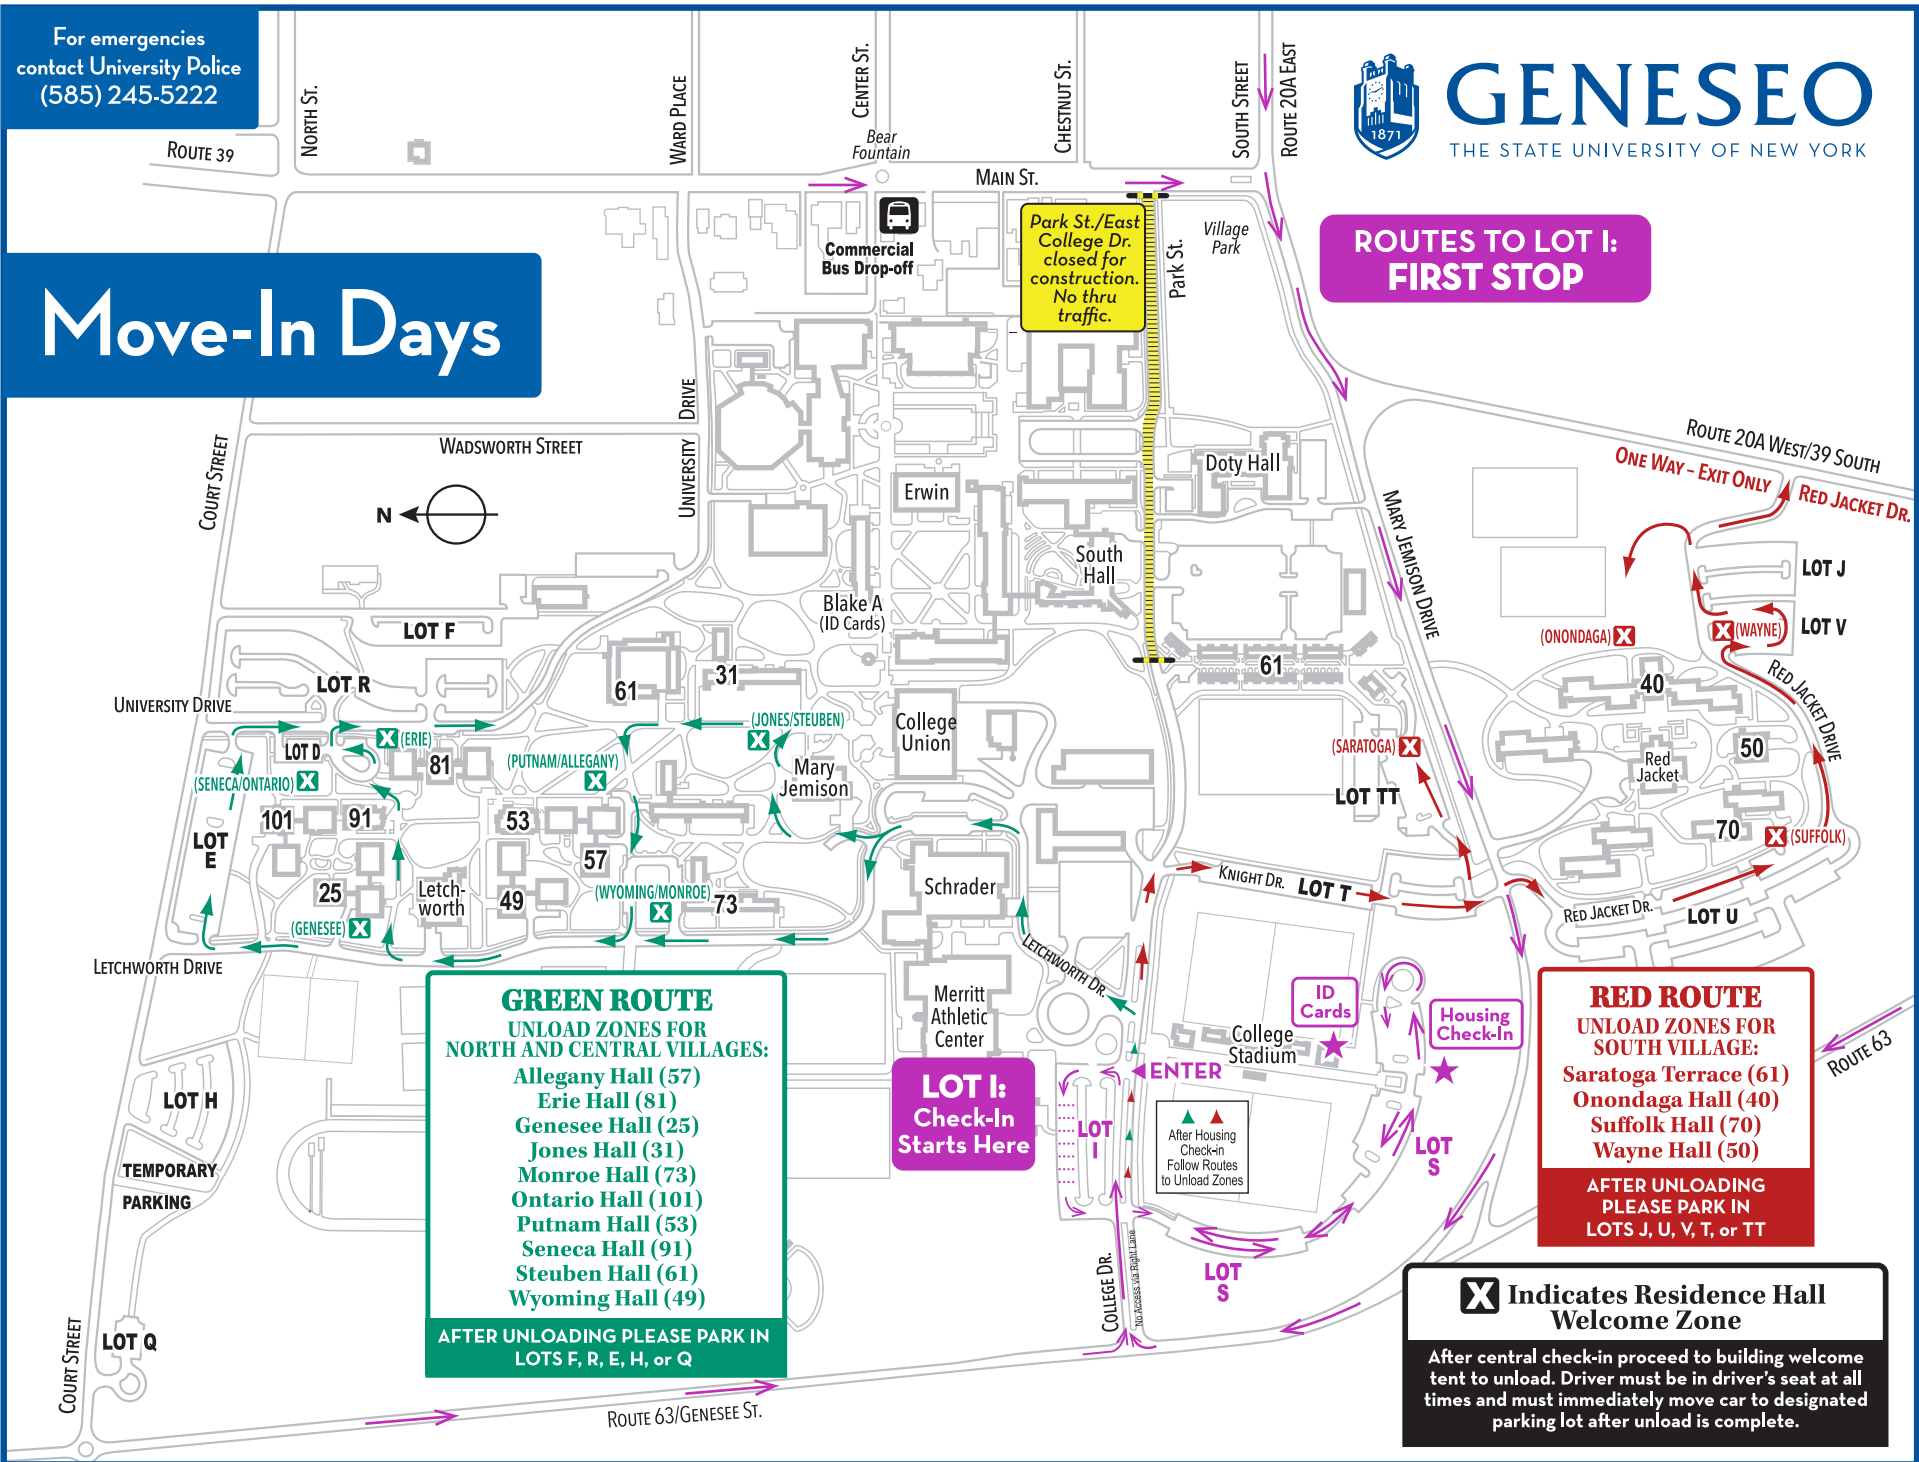 For emergencies
contact University Police
(585) 245-5222
ROUTE 39
NORTH ST.
WARD PLACE
CENTER ST.
Bear
Fountain
CHESTNUT ST.
SOUTH STREET
ROUTE 20A EAST
1871
GENESEO
THE STATE UNIVERSITY OF NEW YORK
MAIN ST.
Commercial
Bus Drop-off
Park St./East
College Dr.
closed for
construction.
No thru
traffic.
Park St.
Village
Park
ROUTES TO LOT I:
FIRST STOP
Move-In Days
COURT STREET
WADSWORTH STREET
UNIVERSITY
DRIVE
N
Erwin
Doty Hall
South
Hall
Blake A
(ID Cards)
MARY JEMISON DRIVE
ROUTE 20A WEST/39 SOUTH
ONE WAY – EXIT ONLY
RED JACKET DR.
LOT J
(ONONDAGA) X
X (WAYNE)
LOT V
RED JACKET DRIVE
LOT F
LOT R
UNIVERSITY DRIVE
61
31
61
40
50
Red
Jacket
70
X (SUFFOLK)
(JONES/STEUBEN)
X
College
Union
LOT D
X (ERIE)
81
(PUTNAM/ALLEGANY)
X
(SENECA/ONTARIO) X
Mary
Jemison
(SARATOGA) X
LOT TT
101
91
53
LOT
E
57
25
Letch-
worth
49
(WYOMING/MONROE)
X
73
(GENESEE) X
Schrader
KNIGHT DR.
LOT T
RED JACKET DR.
LOT U
LETCHWORTH DRIVE
LETCHWORTH DR.
Merritt
Athletic
Center
ID
Cards
Housing
Check-In
College
Stadium
ENTER
LOT I:
Check-In
Starts Here
LOT
I
After Housing
Check-in
Follow Routes
to Unload Zones
LOT
S
LOT
S
COLLEGE DR.
No Access via Right Lane
ROUTE 63
LOT H
TEMPORARY
PARKING
LOT Q
COURT STREET
ROUTE 63/GENESEE ST.
GREEN ROUTE
UNLOAD ZONES FOR
NORTH AND CENTRAL VILLAGES:
Allegany Hall (57)
Erie Hall (81)
Genesee Hall (25)
Jones Hall (31)
Monroe Hall (73)
Ontario Hall (101)
Putnam Hall (53)
Seneca Hall (91)
Steuben Hall (61)
Wyoming Hall (49)
AFTER UNLOADING PLEASE PARK IN
LOTS F, R, E, H, or Q
RED ROUTE
UNLOAD ZONES FOR
SOUTH VILLAGE:
Saratoga Terrace (61)
Onondaga Hall (40)
Suffolk Hall (70)
Wayne Hall (50)
AFTER UNLOADING
PLEASE PARK IN
LOTS J, U, V, T, or TT
X Indicates Residence Hall
Welcome Zone
After central check-in proceed to building welcome
tent to unload. Driver must be in driver's seat at all
times and must immediately move car to designated
parking lot after unload is complete.